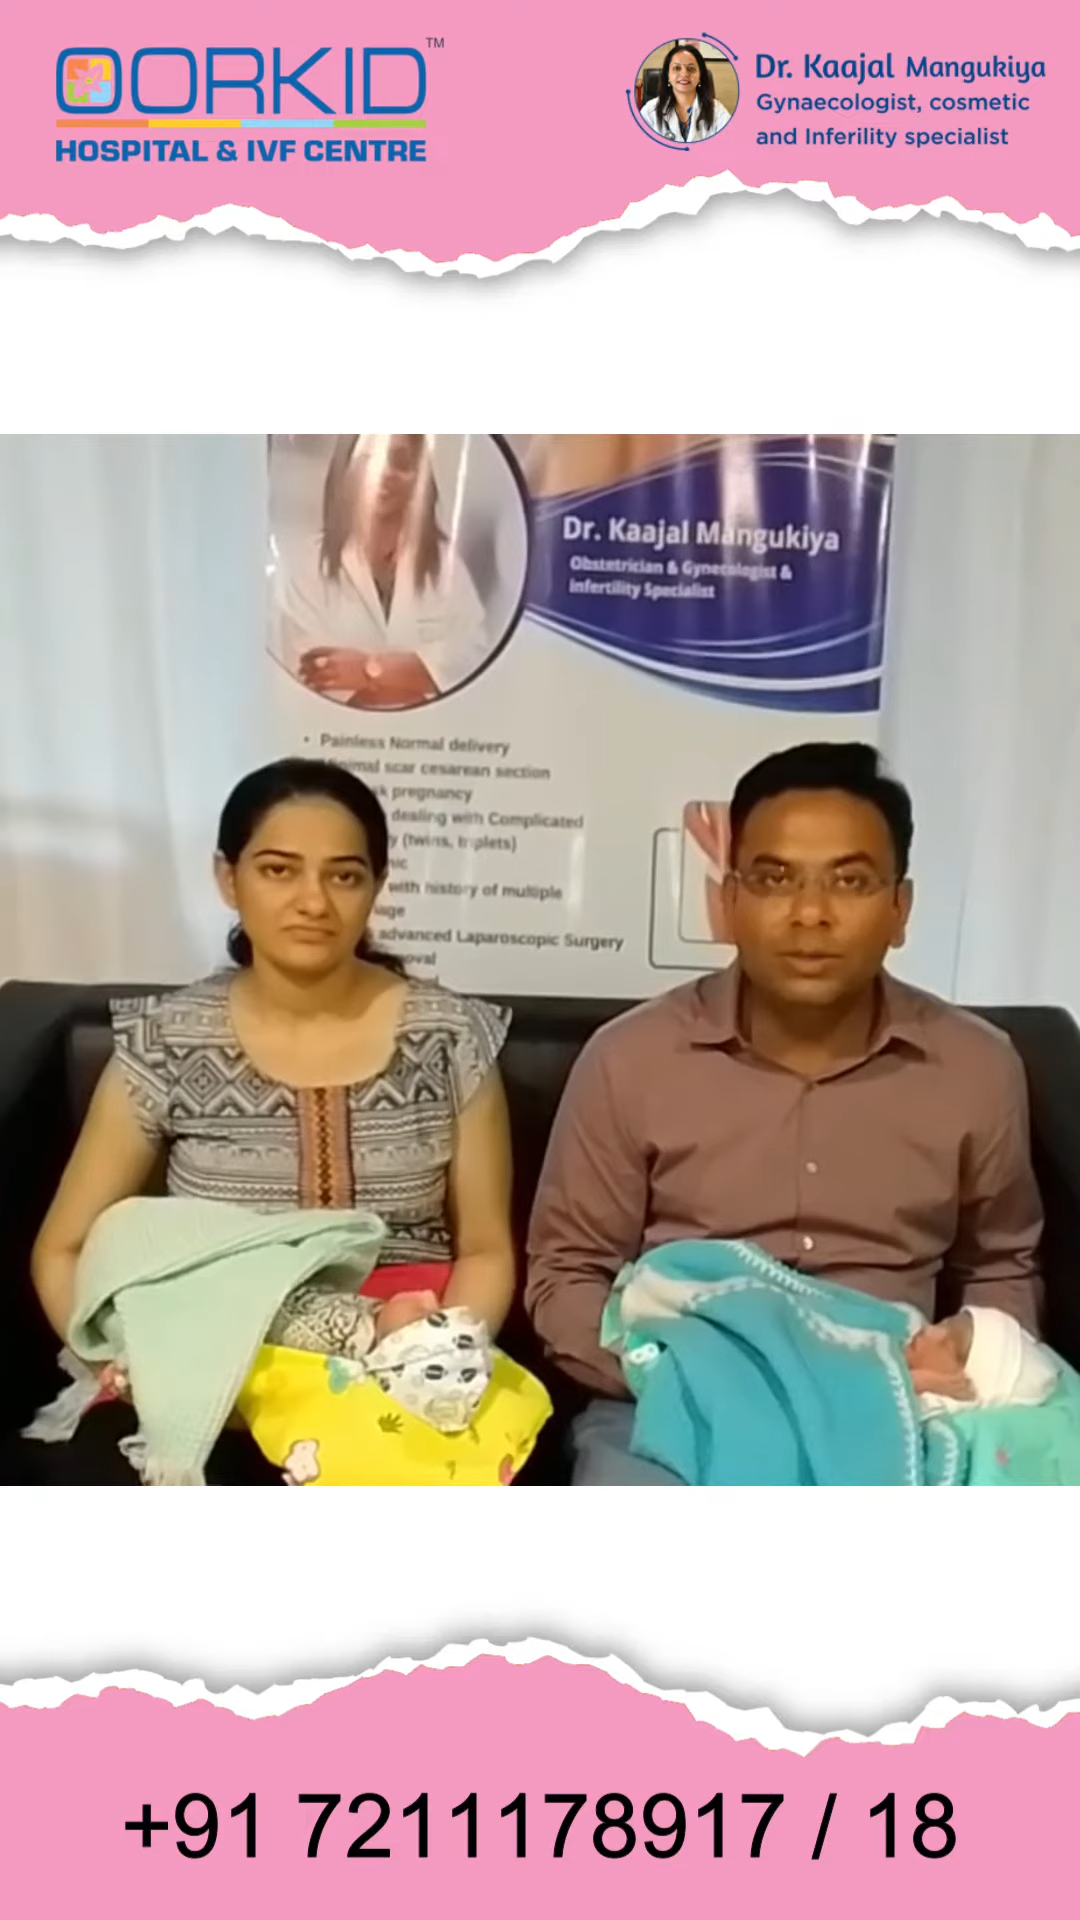 OORKID TM
HOSPITAL & IVF CENTRE
Dr. Kaajal Mangukiya
Gynaecologist, cosmetic
and Inferility specialist
Dr. Kaajal Mangukiya
Obstetrician & Gynecologist &
Infertility Specialist
• Painless Normal delivery
scar cesarean section
pregnancy
dealing with Complicated
(twins, triplets)
with history of multiple
advanced Laparoscopic Surgery
+91 7211178917 / 18